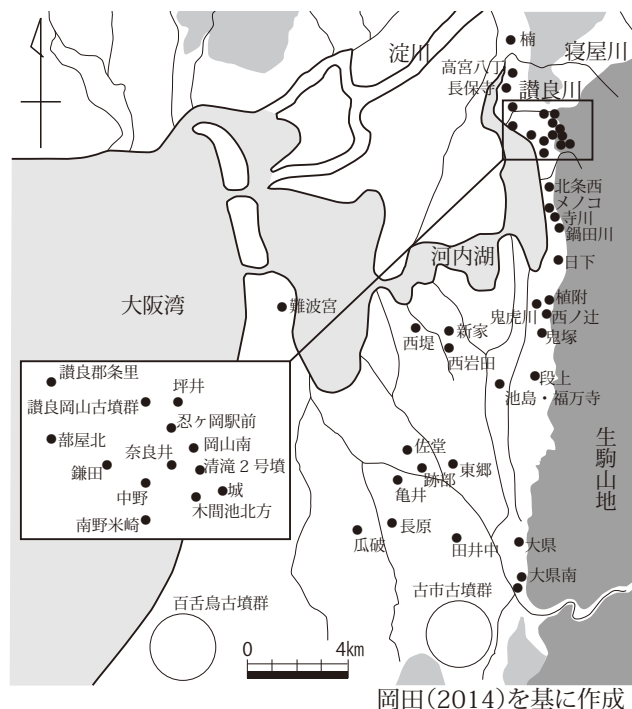 楠
淀川
寝屋川
高宮八丁
長保寺
讃良川
北条西
メノコ
寺川
鍋田川
河内湖
日下
大阪湾
難波宮
植附
鬼虎川
西ノ辻
鬼塚
西堤
新家
西岩田
段上
池島・福万寺
讃良郡条里
坪井
讃良岡山古墳群
忍ヶ岡駅前
蔀屋北
奈良井
岡山南
鎌田
清滝2号墳
中野
城
木間池北方
南野米崎
生駒山地
佐堂
跡部
東郷
亀井
長原
瓜破
田井中
大県
大県南
百舌鳥古墳群
古市古墳群
0
4km
岡田(2014)を基に作成